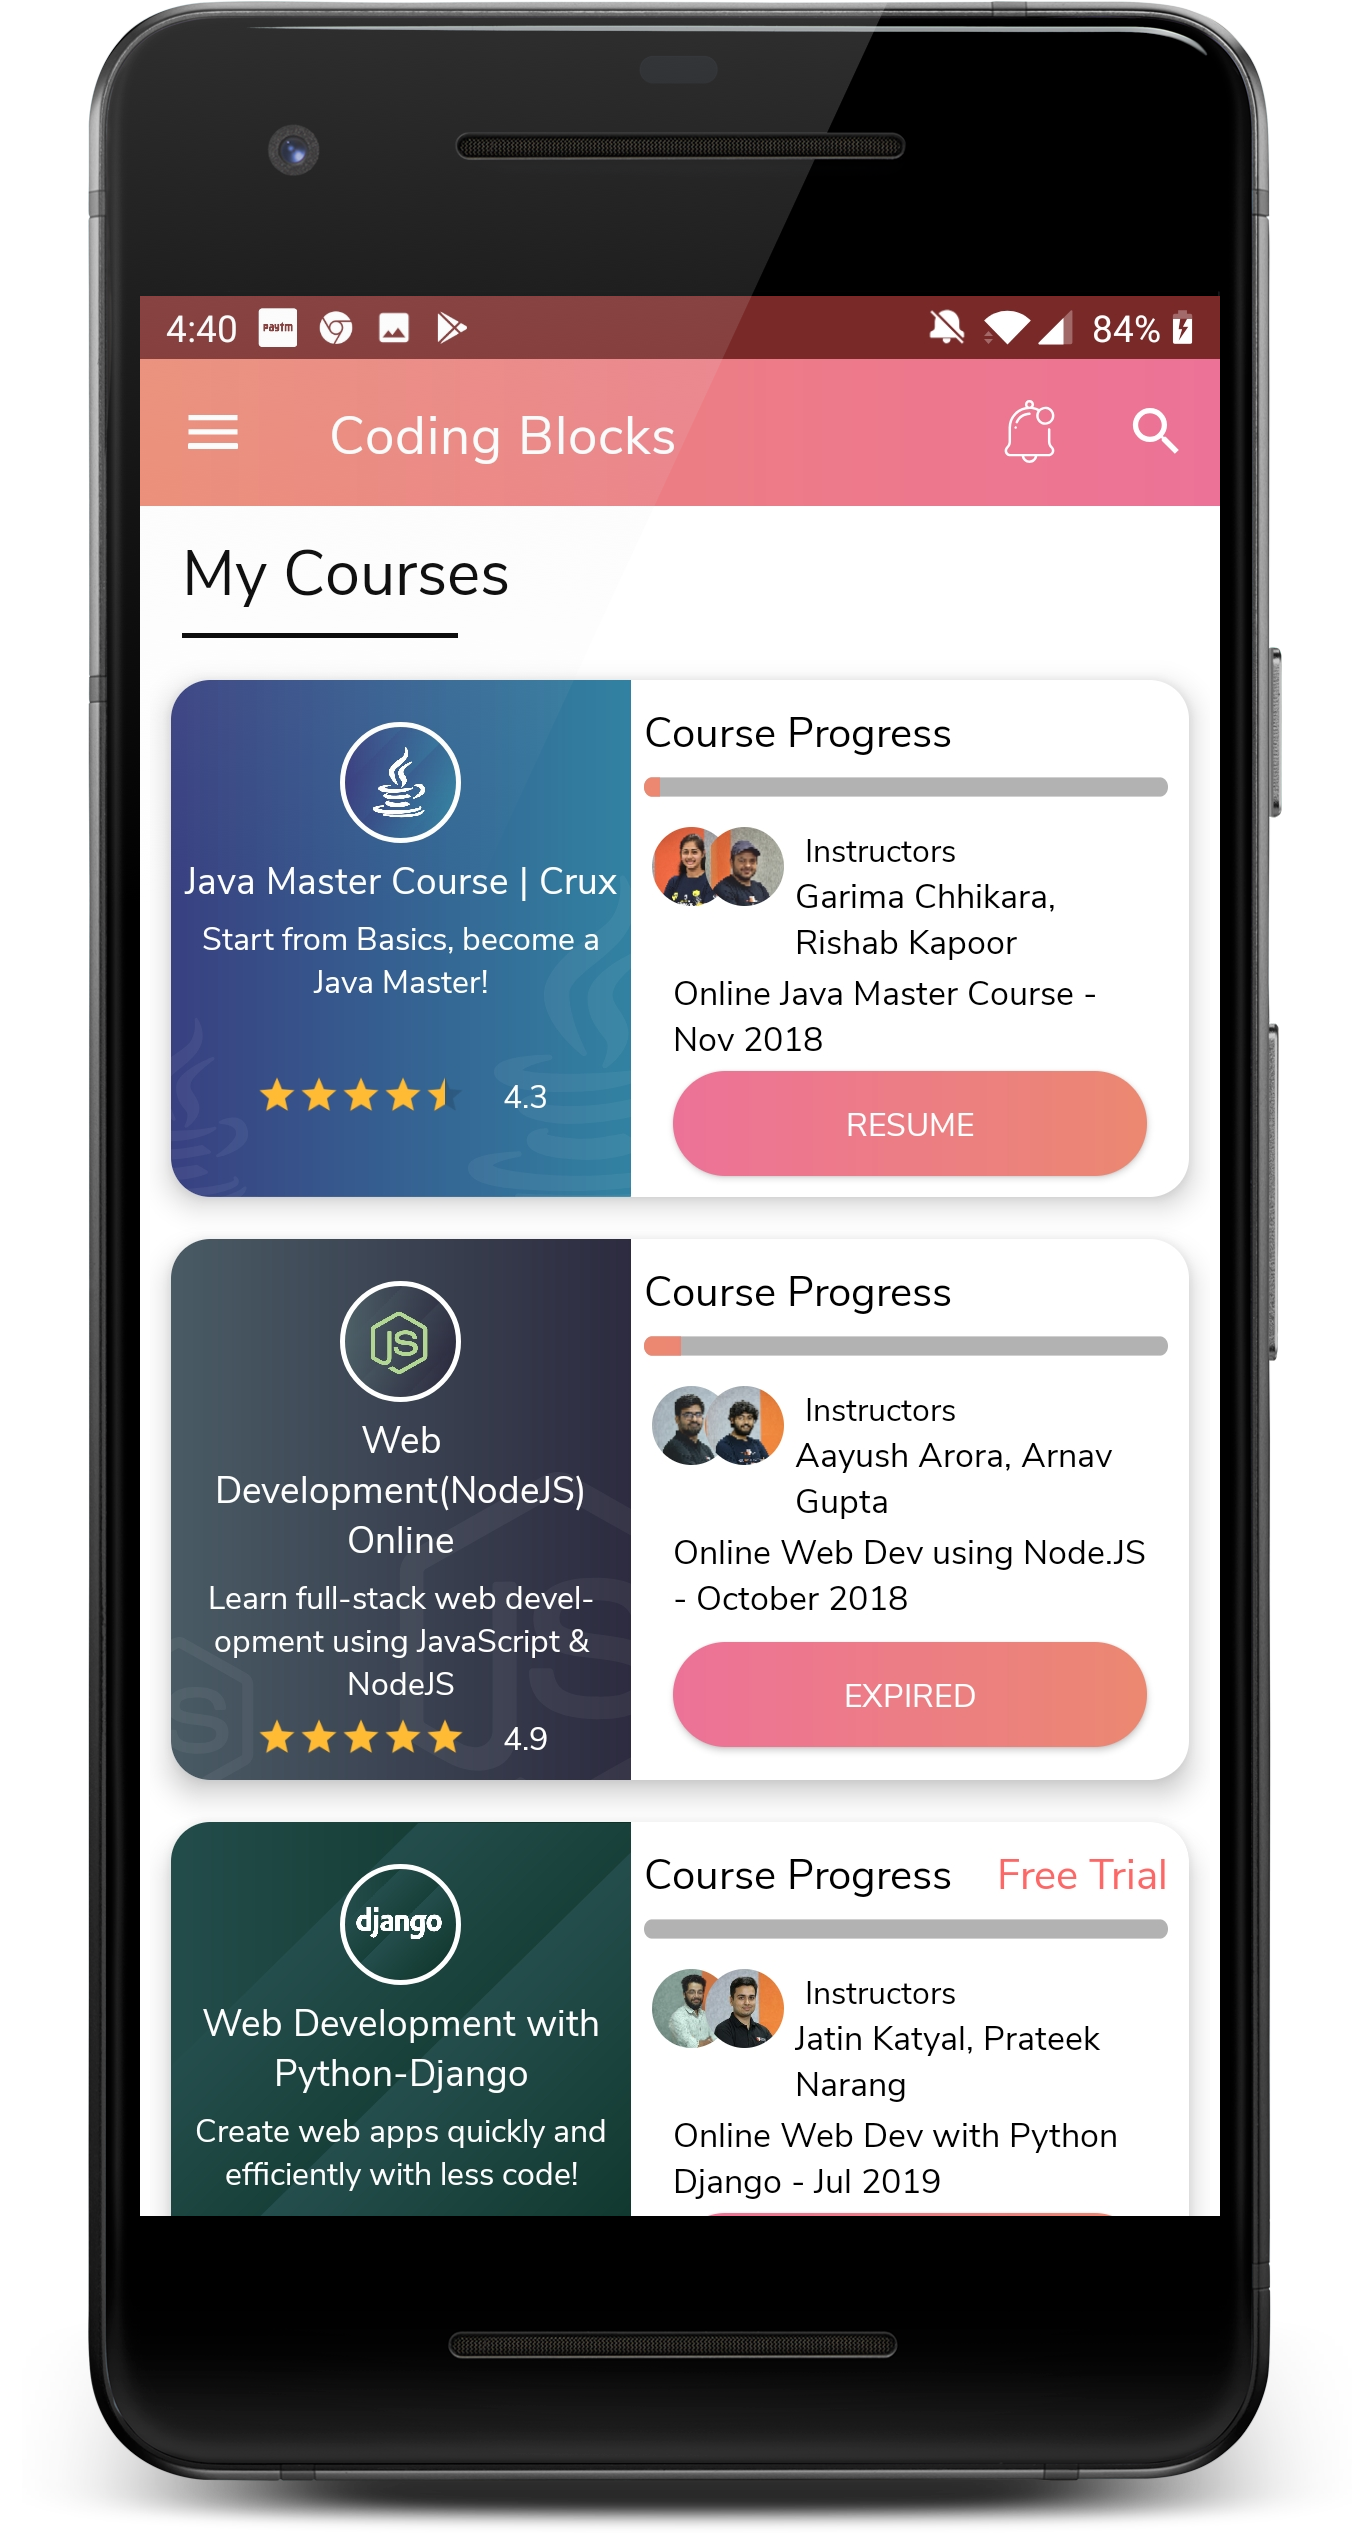 4:40 paytm 84%
Coding Blocks
My Courses
Java Master Course | Crux
Start from Basics, become a
Java Master!
4.3
Course Progress
Instructors
Garima Chhikara,
Rishab Kapoor
Online Java Master Course -
Nov 2018
RESUME
JS
Web
Development(NodeJS)
Online
Learn full-stack web devel-
opment using JavaScript &
NodeJS
4.9
Course Progress
Instructors
Aayush Arora, Arnav
Gupta
Online Web Dev using Node.JS
- October 2018
EXPIRED
django
Web Development with
Python-Django
Create web apps quickly and
efficiently with less code!
Course Progress Free Trial
Instructors
Jatin Katyal, Prateek
Narang
Online Web Dev with Python
Django - Jul 2019